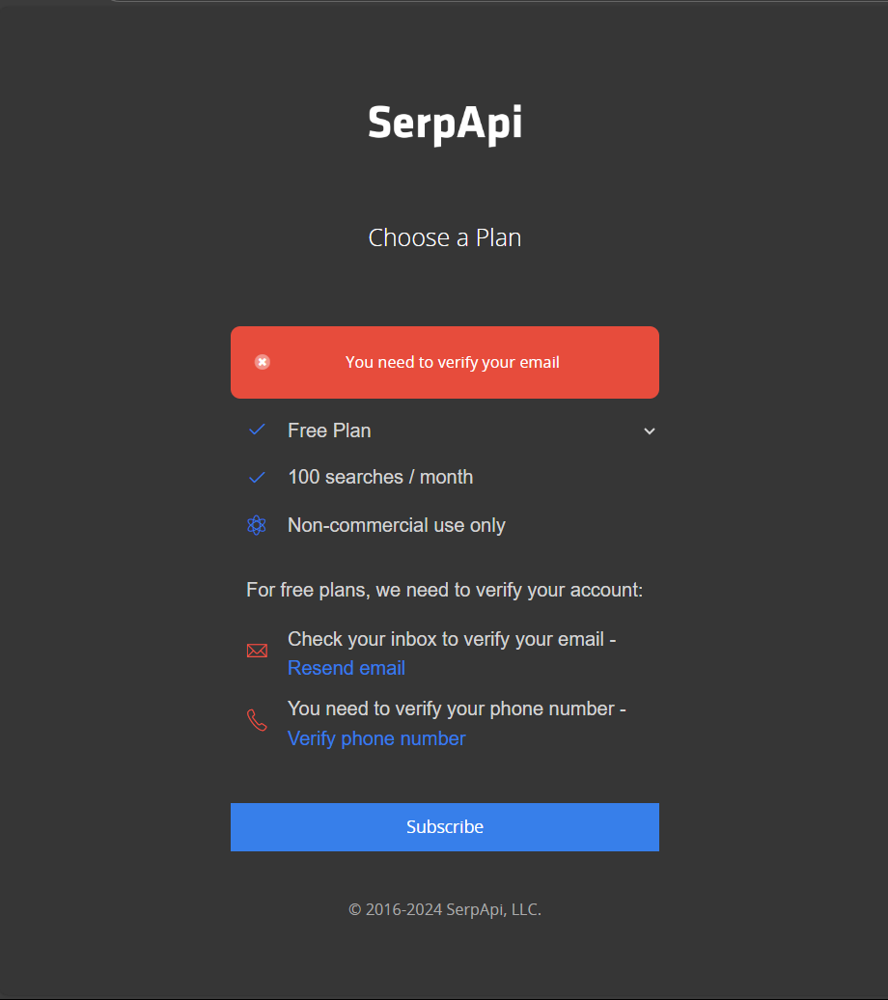 SerpApi
Choose a Plan
You need to verify your email
Free Plan
100 searches / month
Non-commercial use only
For free plans, we need to verify your account:
Check your inbox to verify your email -
Resend email
You need to verify your phone number -
Verify phone number
Subscribe
© 2016-2024 SerpApi, LLC.